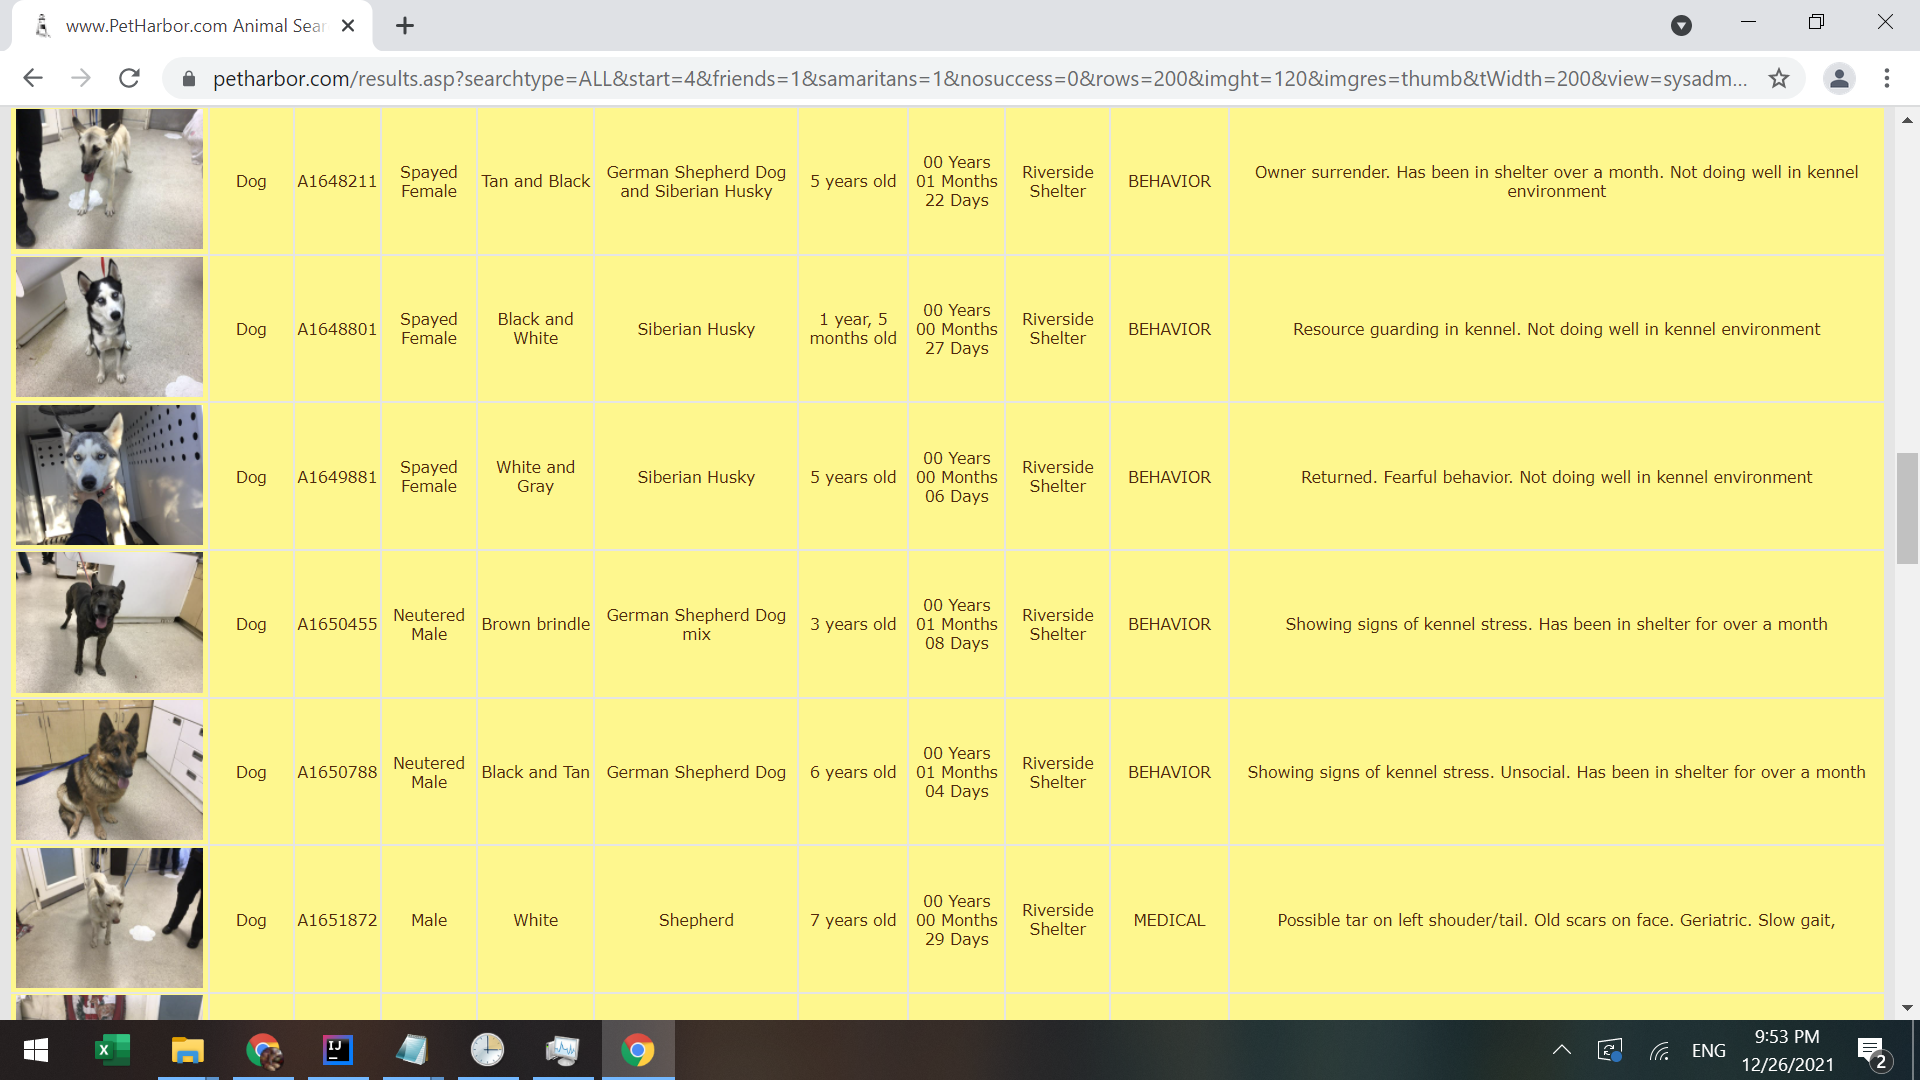 www.PetHarbor.com Animal Sear
petharbor.com/results.asp?searchtype=ALL&start=4&friends=1&samaritans=1&nosuccess=0&rows=200&imght=120&imgres=thumb&tWidth=200&view=sysadm...
Dog
A1648211
Spayed
Female
Tan and Black
German Shepherd Dog
and Siberian Husky
5 years old
00 Years
01 Months
22 Days
Riverside
Shelter
BEHAVIOR
Owner surrender. Has been in shelter over a month. Not doing well in kennel
environment
Dog
A1648801
Spayed
Female
Black and
White
Siberian Husky
1 year, 5
months old
00 Years
00 Months
27 Days
Riverside
Shelter
BEHAVIOR
Resource guarding in kennel. Not doing well in kennel environment
Dog
A1649881
Spayed
Female
White and
Gray
Siberian Husky
5 years old
00 Years
00 Months
06 Days
Riverside
Shelter
BEHAVIOR
Returned. Fearful behavior. Not doing well in kennel environment
Dog
A1650455
Neutered
Male
Brown brindle
German Shepherd Dog
mix
3 years old
00 Years
01 Months
08 Days
Riverside
Shelter
BEHAVIOR
Showing signs of kennel stress. Has been in shelter for over a month
Dog
A1650788
Neutered
Male
Black and Tan
German Shepherd Dog
6 years old
00 Years
01 Months
04 Days
Riverside
Shelter
BEHAVIOR
Showing signs of kennel stress. Unsocial. Has been in shelter for over a month
Dog
A1651872
Male
White
Shepherd
7 years old
00 Years
00 Months
29 Days
Riverside
Shelter
MEDICAL
Possible tar on left shouder/tail. Old scars on face. Geriatric. Slow gait,
IJ
ENG
9:53 PM
12/26/2021
2